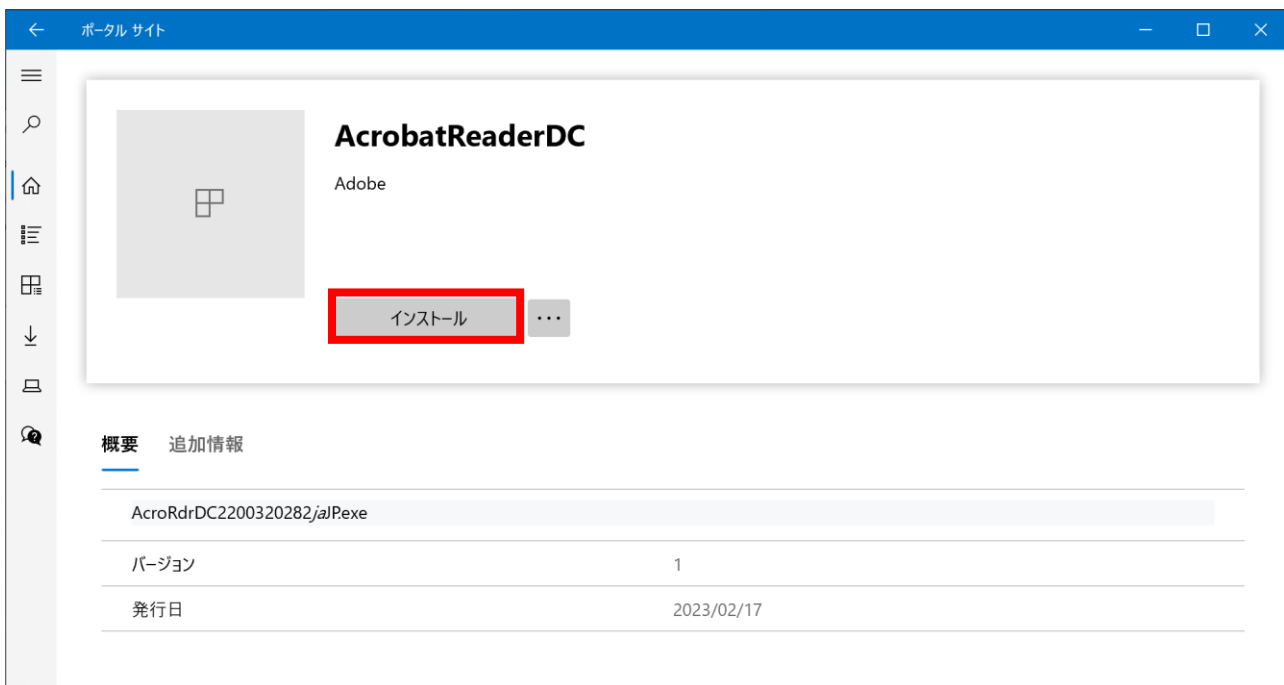 ポータル サイト
AcrobatReaderDC
Adobe
インストール
···
概要 追加情報
AcroRdrDC2200320282jaJP.exe
バージョン 1
発行日 2023/02/17